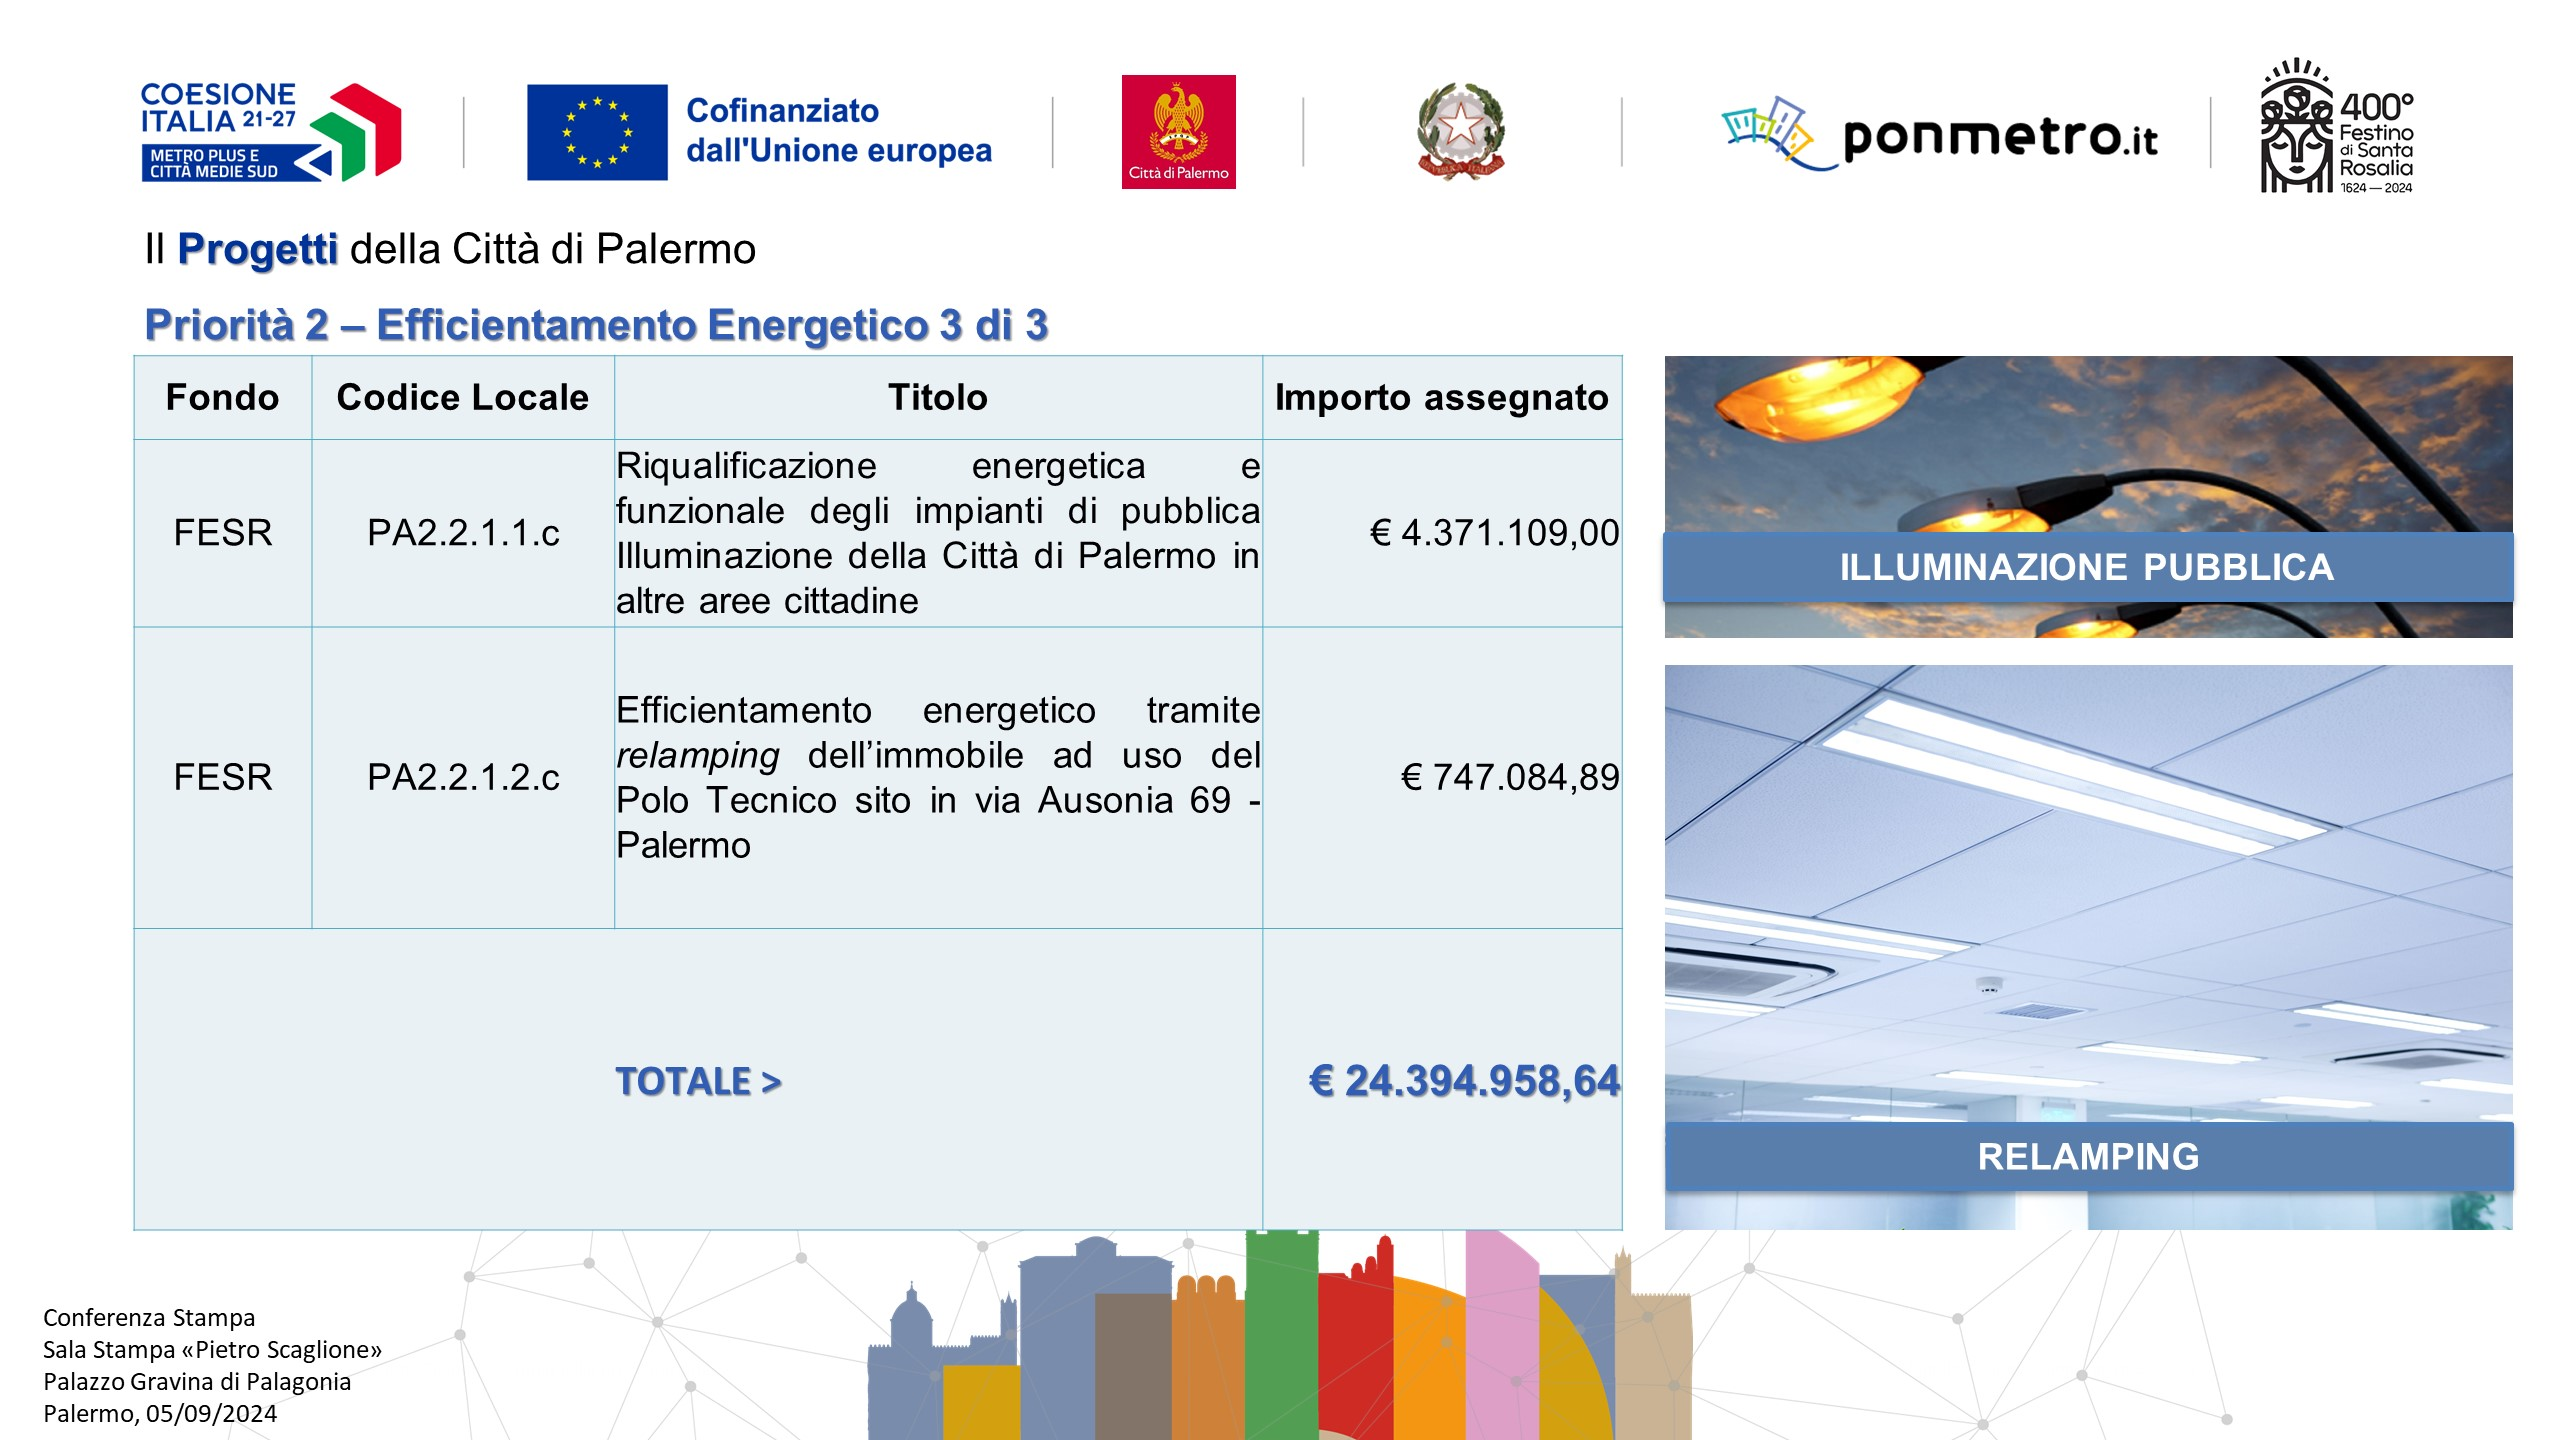 COESIONE
ITALIA 21-27
METRO PLUS E
CITTÀ MEDIE SUD
Cofinanziato
dall'Unione europea
Città di Palermo
ponmetro.it
400°
Festino
di Santa
Rosalia
1624 — 2024
II Progetti della Città di Palermo
Priorità 2 – Efficientamento Energetico 3 di 3
Fondo Codice Locale Titolo Importo assegnato
FESR PA2.2.1.1.c
Riqualificazione energetica e
funzionale degli impianti di pubblica
Illuminazione della Città di Palermo in
altre aree cittadine
€ 4.371.109,00
FESR PA2.2.1.2.c
Efficientamento energetico tramite
relamping dell’immobile ad uso del
Polo Tecnico sito in via Ausonia 69 -
Palermo
€ 747.084,89
TOTALE > € 24.394.958,64
ILLUMINAZIONE PUBBLICA
RELAMPING
Conferenza Stampa
Sala Stampa «Pietro Scaglione»
Palazzo Gravina di Palagonia
Palermo, 05/09/2024